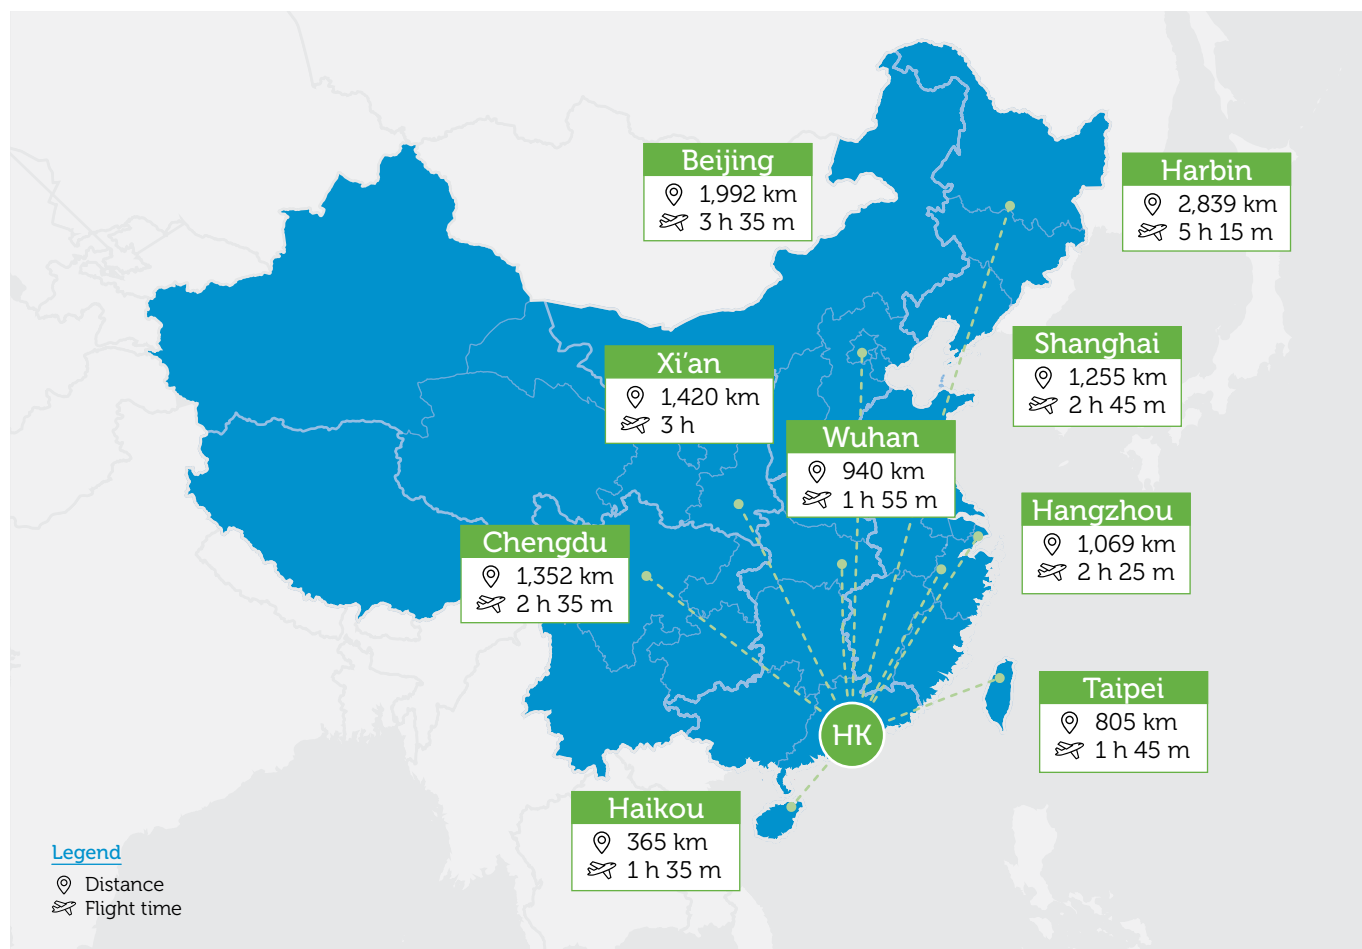 Beijing
1,992 km
3 h 35 m
Harbin
2,839 km
5 h 15 m
Shanghai
1,255 km
2 h 45 m
Xi’an
1,420 km
3 h
Wuhan
940 km
1 h 55 m
Hangzhou
1,069 km
2 h 25 m
Chengdu
1,352 km
2 h 35 m
Taipei
805 km
1 h 45 m
HK
Haikou
365 km
1 h 35 m
Legend
Distance
Flight time